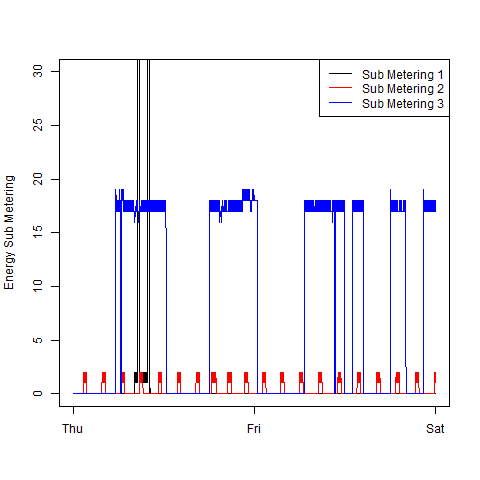 30
25
20
15
10
5
0
Energy Sub Metering
Sub Metering 1
Sub Metering 2
Sub Metering 3
Thu
Fri
Sat